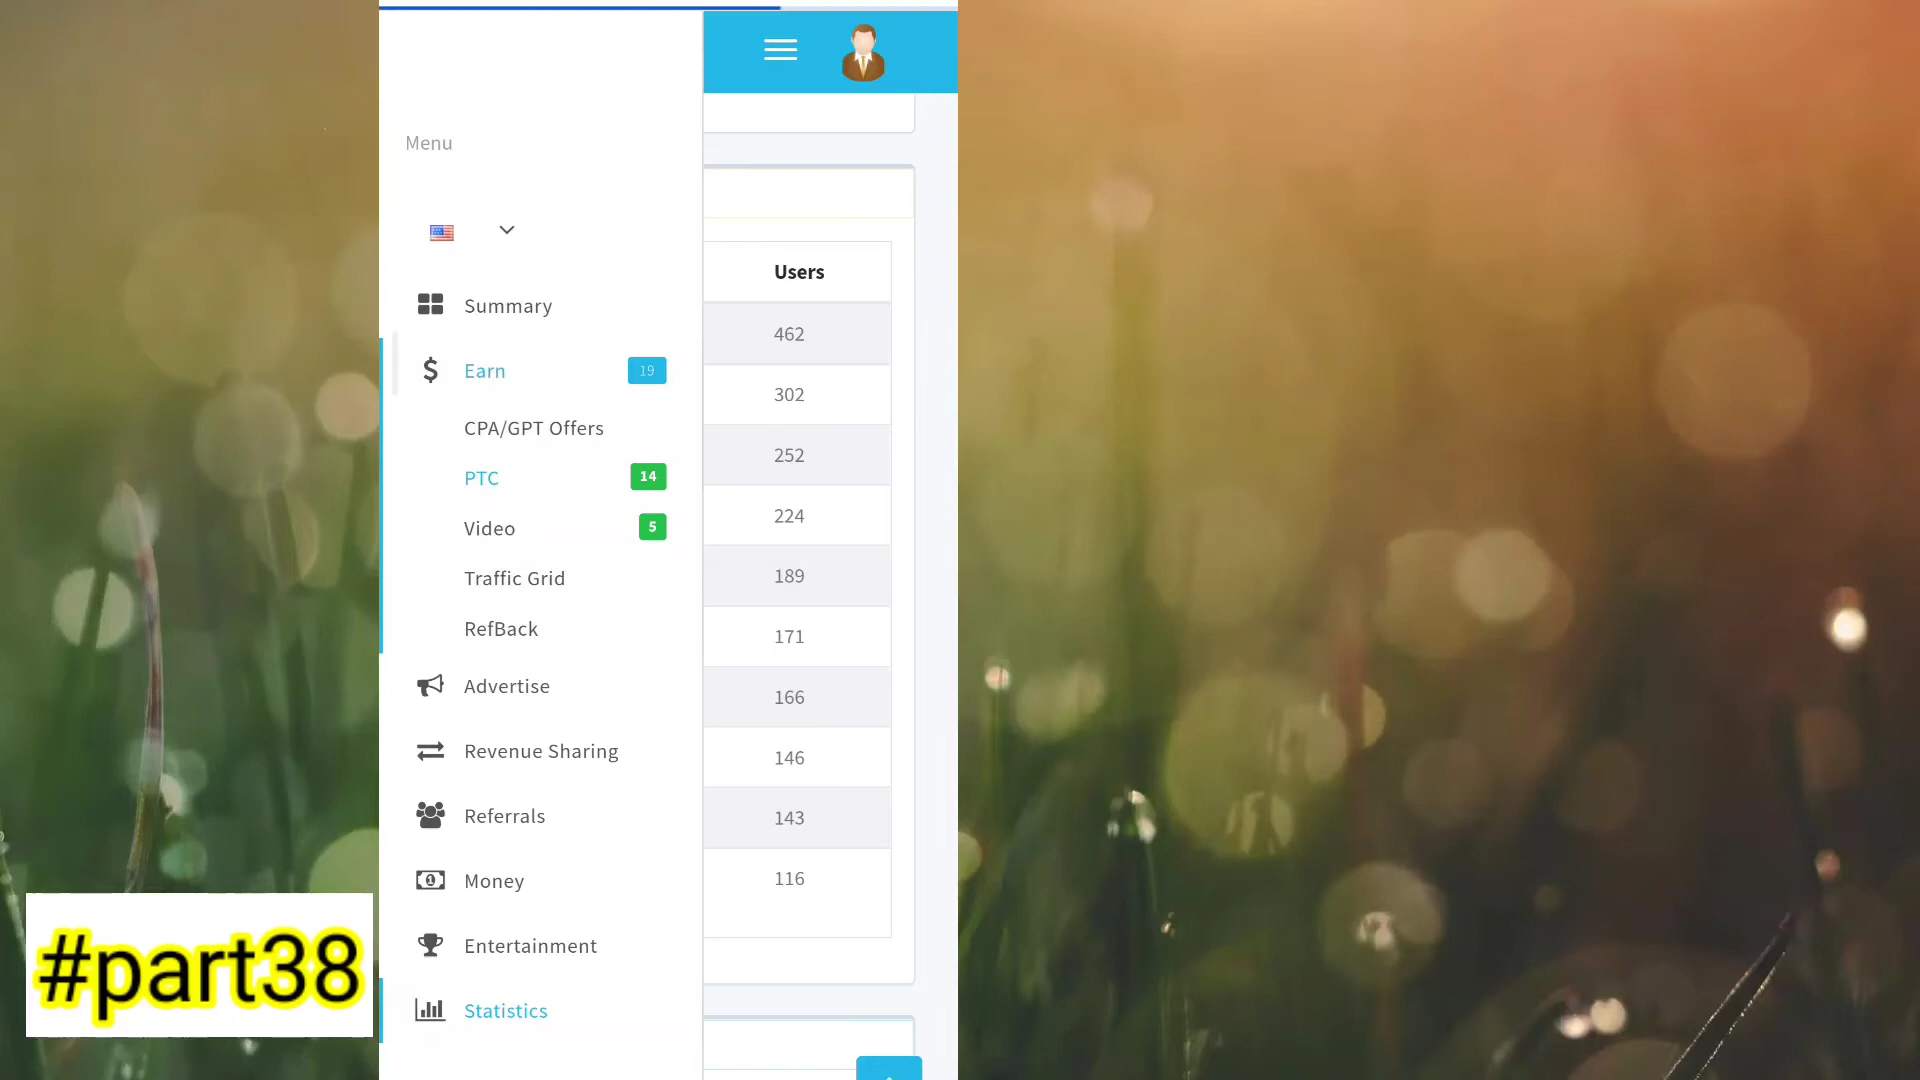 Menu
Summary
Earn 19
CPA/GPT Offers
PTC 14
Video 5
Traffic Grid
RefBack
Advertise
Revenue Sharing
Referrals
Money
Entertainment
Statistics
Users
462
302
252
224
189
171
166
146
143
116
#part38